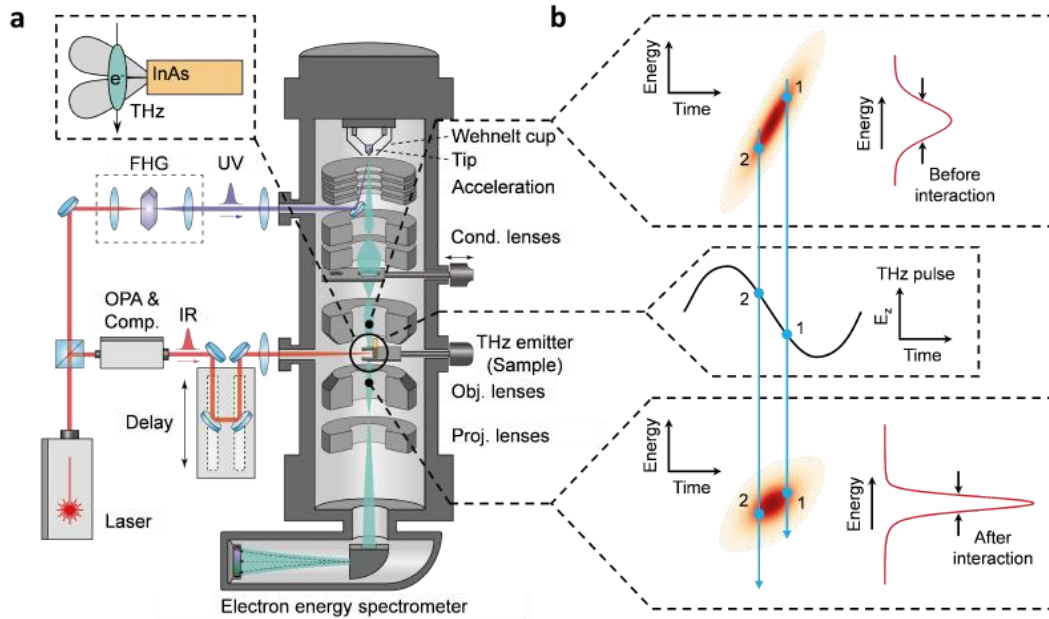 a
e-
InAs
THz
FHG
UV
Wehnelt cup
Tip
Acceleration
Cond. lenses
OPA &
Comp.
IR
THz emitter
(Sample)
Delay
Obj. lenses
Proj. lenses
Laser
Electron energy spectrometer
b
Energy
Time
1
2
Energy
Before
interaction
THz pulse
2
1
Ez
Time
Energy
Time
2
1
Energy
After
interaction